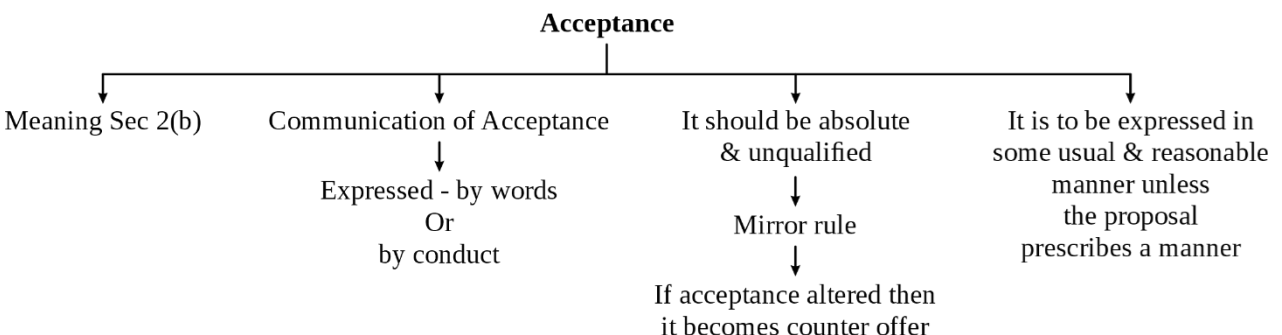 Acceptance
Meaning Sec 2(b)
Communication of Acceptance
Expressed - by words
Or
by conduct
It should be absolute
& unqualified
Mirror rule
If acceptance altered then
it becomes counter offer
It is to be expressed in
some usual & reasonable
manner unless
the proposal
prescribes a manner